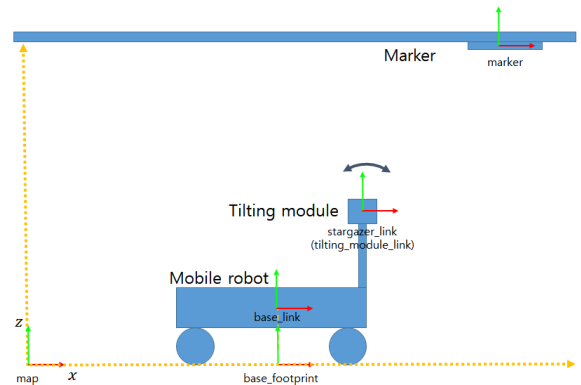 Marker
marker
Tilting module
stargazer_link
(tilting_module_link)
Mobile robot
base_link
z
map
x
base_footprint